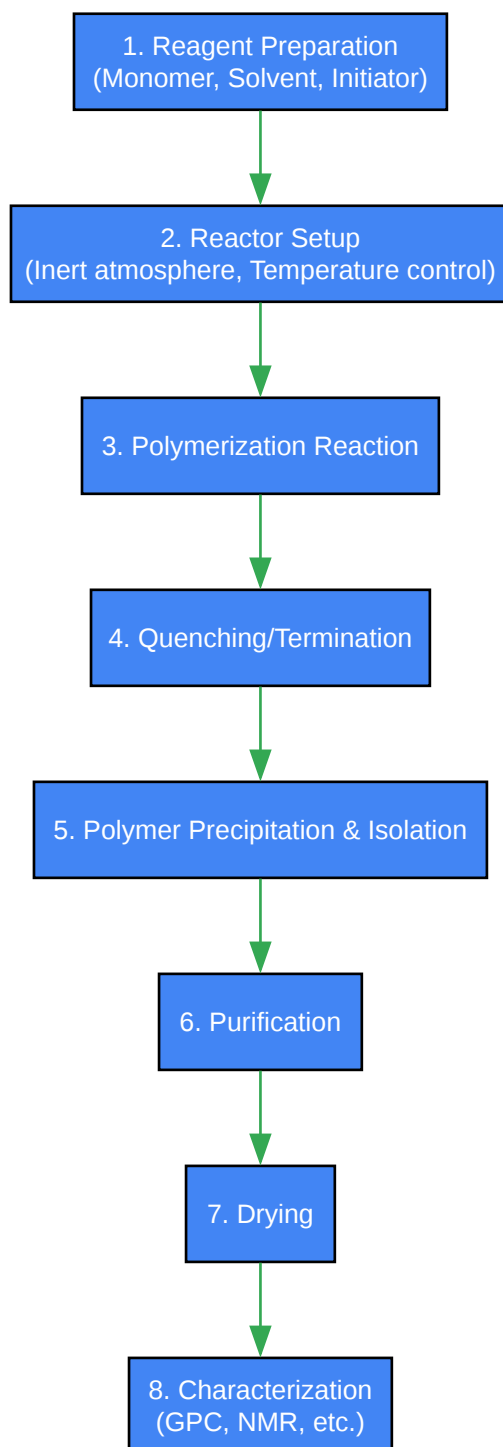 1. Reagent Preparation
(Monomer, Solvent, Initiator)
2. Reactor Setup
(Inert atmosphere, Temperature control)
3. Polymerization Reaction
4. Quenching/Termination
5. Polymer Precipitation & Isolation
6. Purification
7. Drying
8. Characterization
(GPC, NMR, etc.)